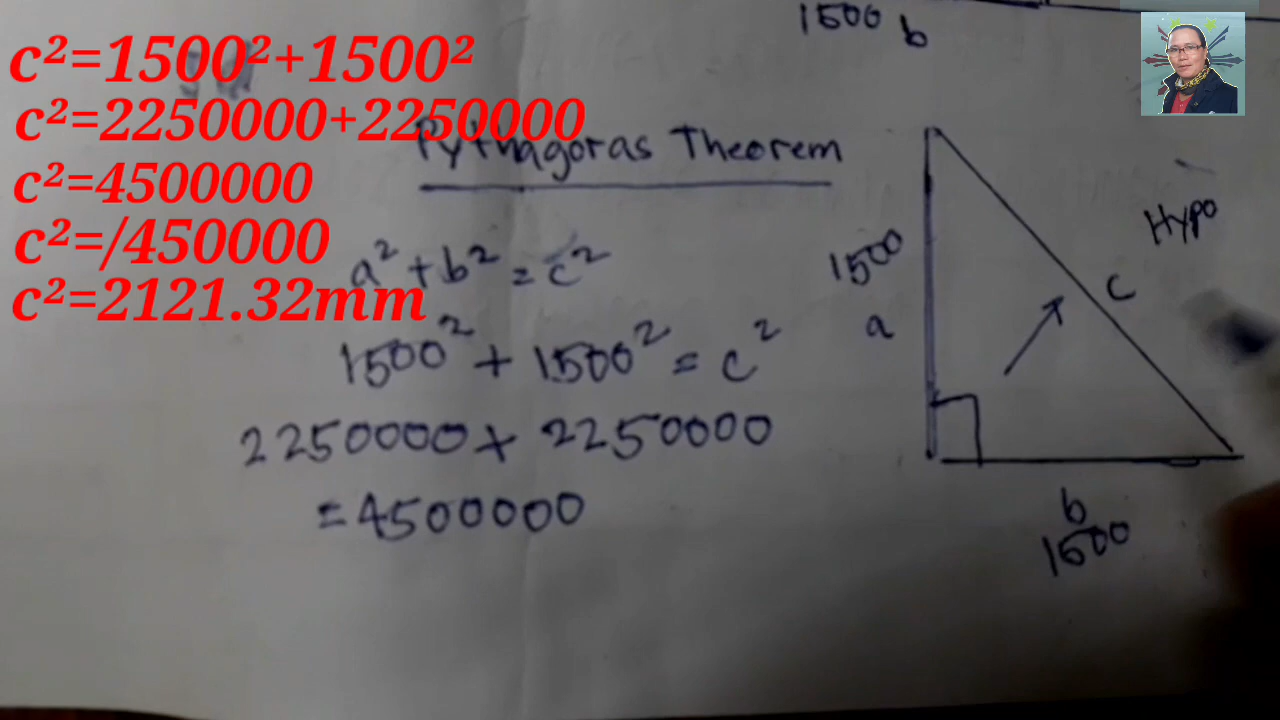 1500 b
c²=1500²+1500²
c²=2250000+2250000
c²=4500000
c²=/450000
c²=2121.32mm
Pythagoras Theorem
a²+b²=c²
1500²+1500²=c²
2250000+2250000
=4500000
1500
a
Hypo
c
b
1500